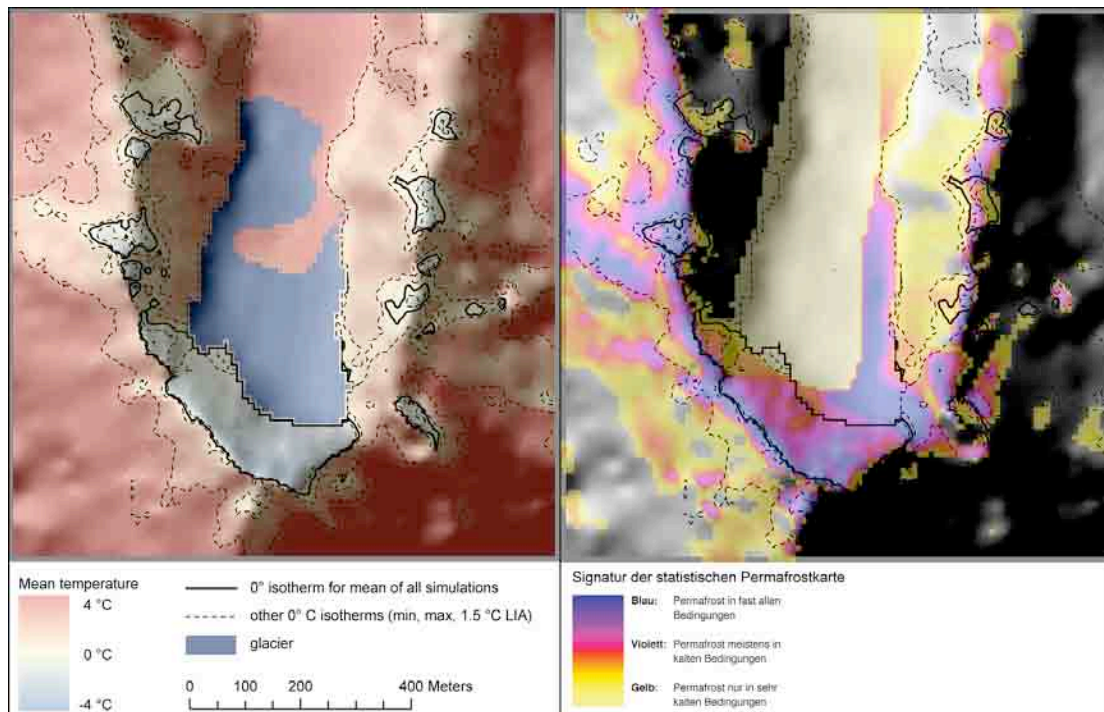 Mean temperature
4 °C
0 °C
-4 °C
0° isotherm for mean of all simulations
other 0° C isotherms (min, max. 1.5 °C LIA)
glacier
0 100 200 400 Meters
Signatur der statistischen Permafrostkarte
Blau: Permafrost in fast allen
Bedingungen
Violett: Permafrost meistens in
kalten Bedingungen
Gelb: Permafrost nur in sehr
kalten Bedingungen